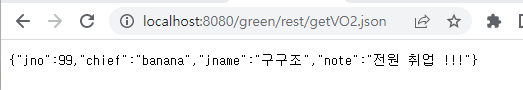 localhost:8080/green/rest/getVO2.json
{"jno":99,"chief":"banana","jname":"구구조","note":"전원 취업 !!!"}